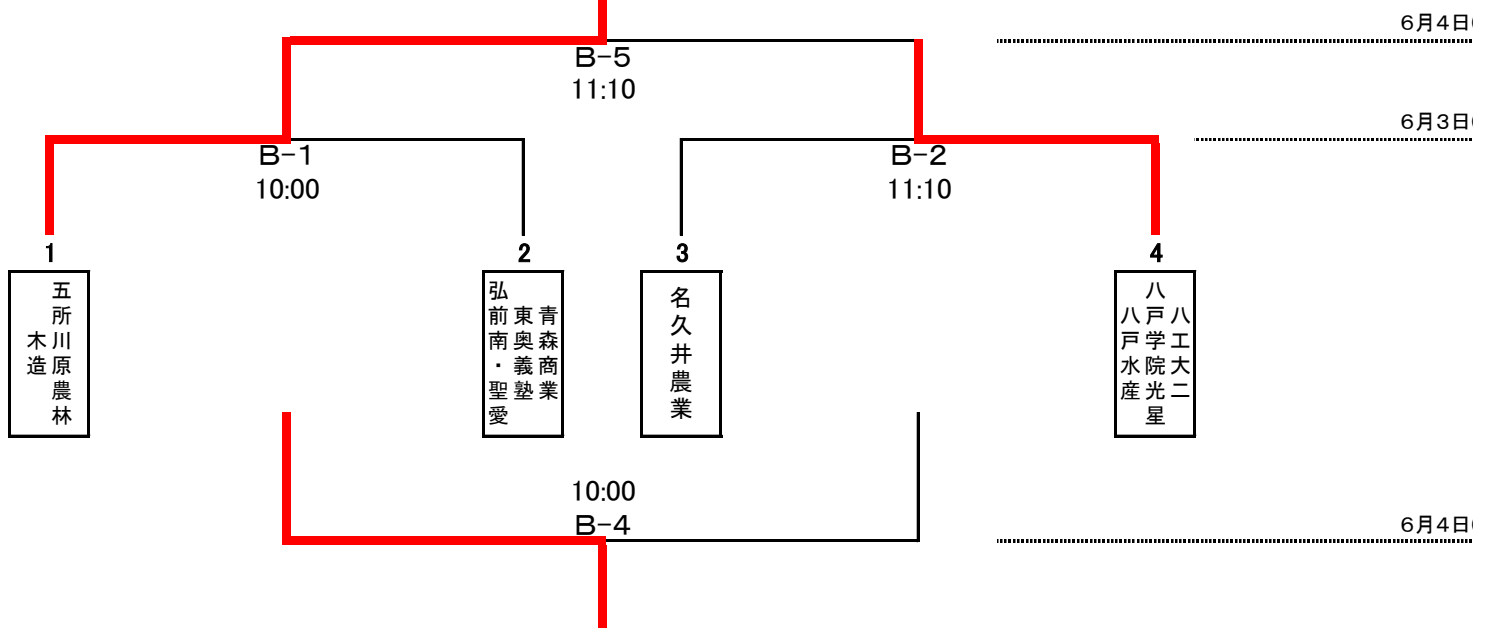 6月4日
B-5
11:10
6月3日
B-1
10:00
B-2
11:10
1
2
3
4
五所川原農林
木造
青森商業
東奥義塾
弘前南・聖愛
名久井農業
八工大二
八戸学院光星
八戸水産
10:00
B-4
6月4日